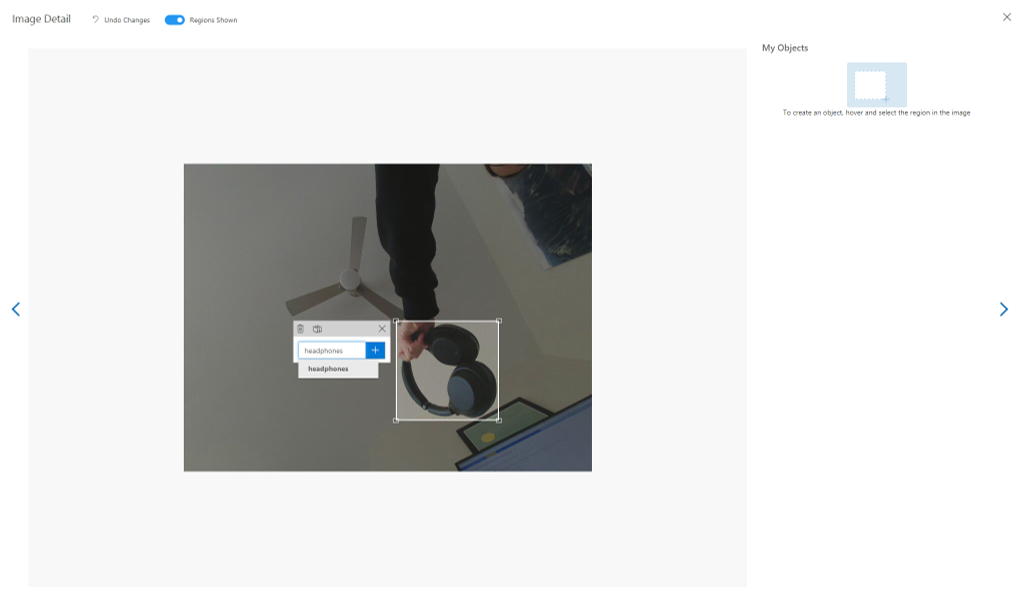 Image Detail
Undo Changes
Regions Shown
My Objects
To create an object, hover and select the region in the image
headphones
headphones